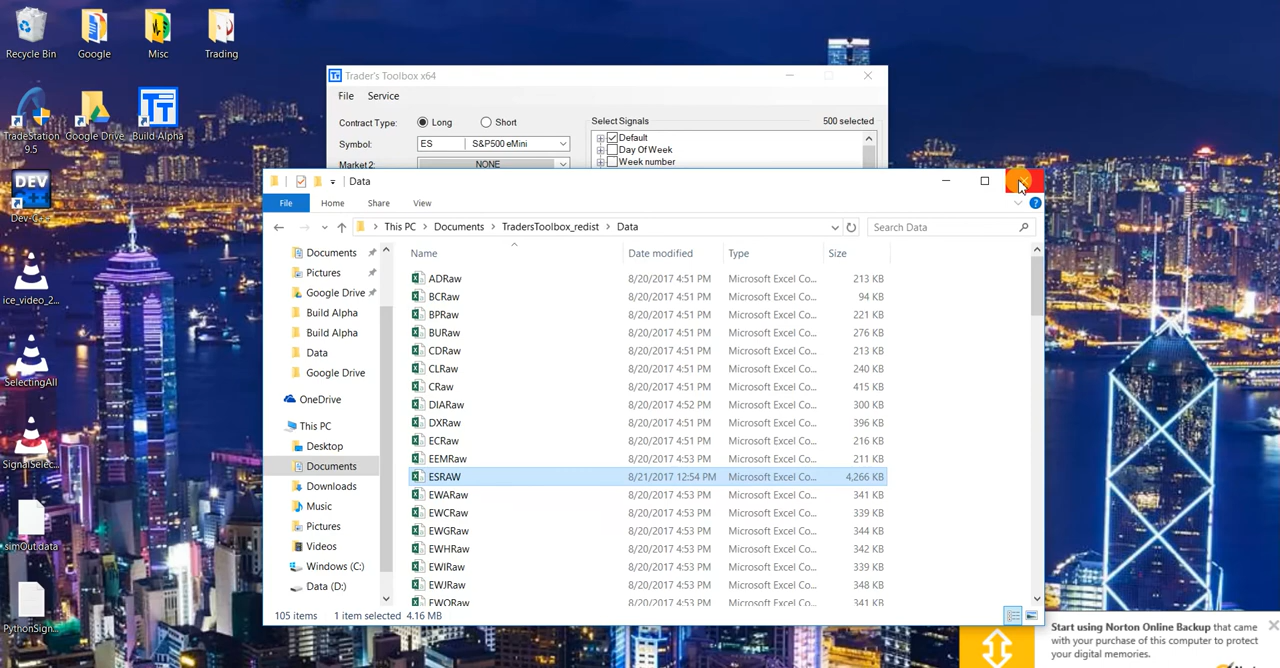 Recycle Bin
Google
Misc
Trading
TradeStation 9.5
Google Drive
Build Alpha
DEV
Dev-C++
ice_video_2...
SelectingAll
SignalSelec...
simOut.data
PythonSign...
Trader's Toolbox x64
File Service
Contract Type: Long Short
Symbol: ES S&P500 eMini
Market 2: NONE
Select Signals 500 selected
Default
Day Of Week
Week number
Data
File Home Share View
This PC Documents TradersToolbox_redist Data
Search Data
Documents
Pictures
Google Drive
Build Alpha
Build Alpha
Data
Google Drive
OneDrive
This PC
Desktop
Documents
Downloads
Music
Pictures
Videos
Windows (C:)
Data (D:)
Name Date modified Type Size
ADRaw 8/20/2017 4:51 PM Microsoft Excel Co... 213 KB
BCRaw 8/20/2017 4:51 PM Microsoft Excel Co... 94 KB
BPRaw 8/20/2017 4:51 PM Microsoft Excel Co... 221 KB
BURaw 8/20/2017 4:51 PM Microsoft Excel Co... 276 KB
CDRaw 8/20/2017 4:51 PM Microsoft Excel Co... 213 KB
CLRaw 8/20/2017 4:51 PM Microsoft Excel Co... 240 KB
CRaw 8/20/2017 4:51 PM Microsoft Excel Co... 415 KB
DIARaw 8/20/2017 4:52 PM Microsoft Excel Co... 300 KB
DXRaw 8/20/2017 4:51 PM Microsoft Excel Co... 396 KB
ECRaw 8/20/2017 4:51 PM Microsoft Excel Co... 216 KB
EEMRaw 8/20/2017 4:53 PM Microsoft Excel Co... 211 KB
ESRAW 8/21/2017 12:54 PM Microsoft Excel Co... 4,266 KB
EWARaw 8/20/2017 4:53 PM Microsoft Excel Co... 341 KB
EWCRaw 8/20/2017 4:53 PM Microsoft Excel Co... 339 KB
EWGRaw 8/20/2017 4:53 PM Microsoft Excel Co... 344 KB
EWHRaw 8/20/2017 4:53 PM Microsoft Excel Co... 342 KB
EWIRaw 8/20/2017 4:53 PM Microsoft Excel Co... 339 KB
EWJRaw 8/20/2017 4:53 PM Microsoft Excel Co... 348 KB
8/20/2017 4:53 PM Microsoft Excel Co... 341 KB
105 items 1 item selected 4.16 MB
Start using Norton Online Backup that came
with your purchase of this computer to protect
your digital memories.